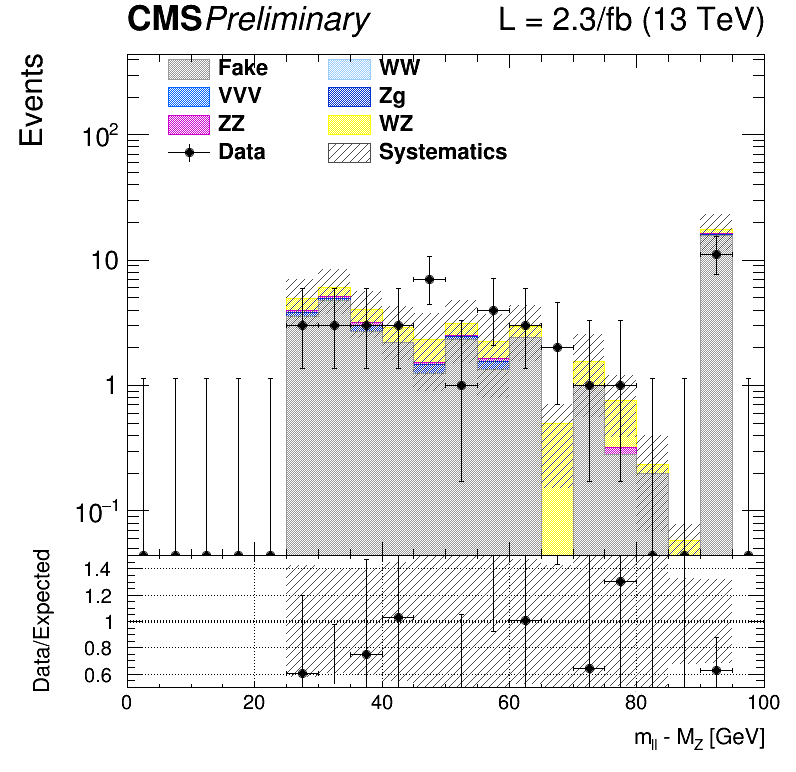 CMS Preliminary L = 2.3/fb (13 TeV)
Events
Fake WW
VVV Zg
ZZ WZ
Data Systematics
10²
10
1
10⁻¹
Data/Expected
1.4
1.2
1
0.8
0.6
0 20 40 60 80 100
m_ll - M_Z [GeV]